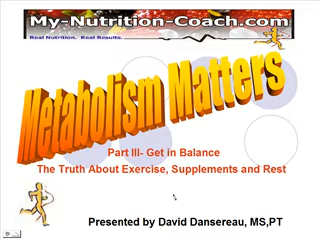 My-Nutrition-Coach.com
Real Nutrition. Real Results.
Metabolism Matters
Part III- Get in Balance
The Truth About Exercise, Supplements and Rest
Presented by David Dansereau, MS,PT